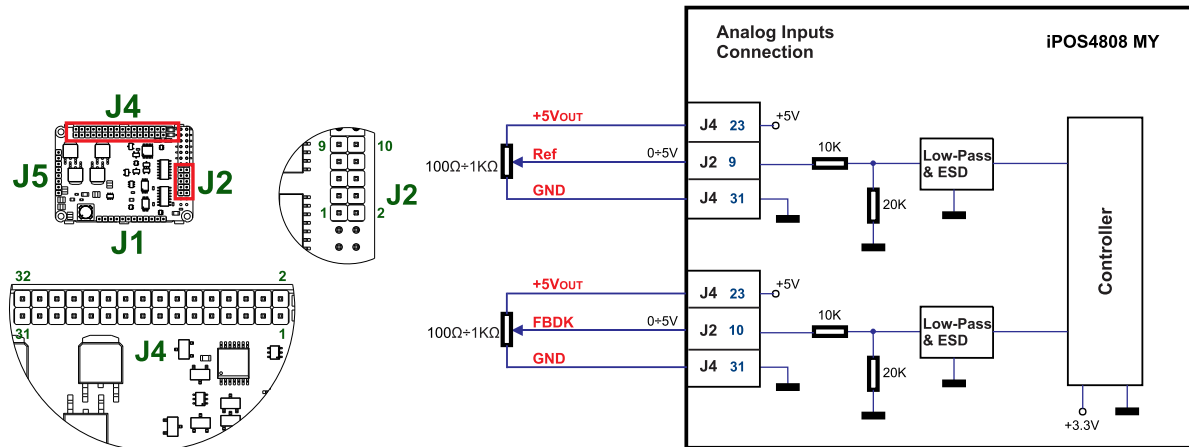 J4
J5
J2
J1
9 10
J2
1 2
32 2
31 1
J4
Analog Inputs
Connection
iPOS4808 MY
+5VOUT
J4 23
+5V
100Ω÷1KΩ
Ref
0÷5V
J2 9
10K
Low-Pass
& ESD
GND
J4 31
20K
+5VOUT
J4 23
+5V
100Ω÷1KΩ
FBDK
0÷5V
J2 10
10K
Low-Pass
& ESD
GND
J4 31
20K
Controller
+3.3V